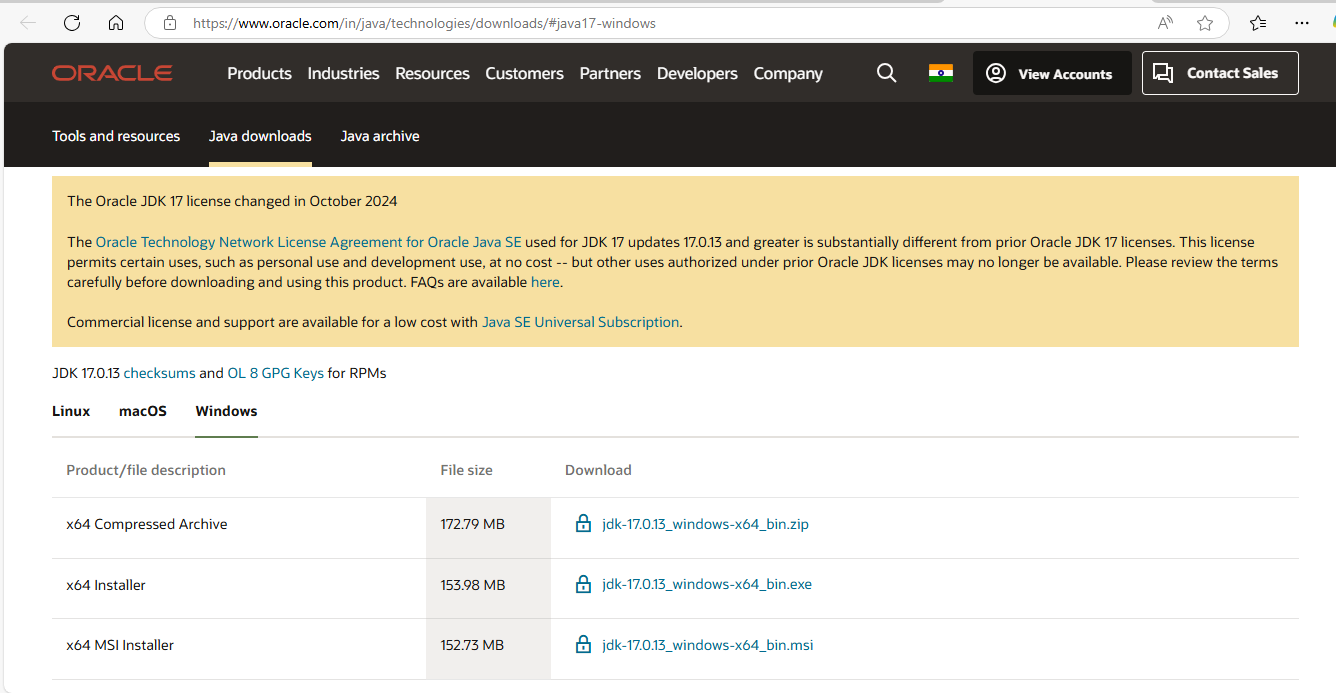 https://www.oracle.com/in/java/technologies/downloads/#java17-windows
ORACLE
Products Industries Resources Customers Partners Developers Company
View Accounts
Contact Sales
Tools and resources Java downloads Java archive
The Oracle JDK 17 license changed in October 2024
The Oracle Technology Network License Agreement for Oracle Java SE used for JDK 17 updates 17.0.13 and greater is substantially different from prior Oracle JDK 17 licenses. This license
permits certain uses, such as personal use and development use, at no cost -- but other uses authorized under prior Oracle JDK licenses may no longer be available. Please review the terms
carefully before downloading and using this product. FAQs are available here.
Commercial license and support are available for a low cost with Java SE Universal Subscription.
JDK 17.0.13 checksums and OL 8 GPG Keys for RPMs
Linux macOS Windows
Product/file description File size Download
x64 Compressed Archive 172.79 MB jdk-17.0.13_windows-x64_bin.zip
x64 Installer 153.98 MB jdk-17.0.13_windows-x64_bin.exe
x64 MSI Installer 152.73 MB jdk-17.0.13_windows-x64_bin.msi